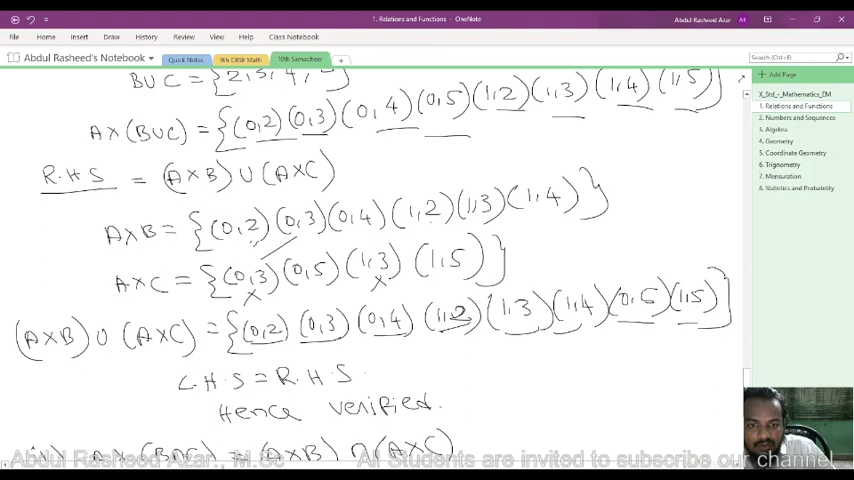 1. Relations and Functions - OneNote
Abdul Rasheed Azar AR
File Home Insert Draw History Review View Help Class Notebook
Abdul Rasheed's Notebook Quick Notes 9th CBSE Math 10th Samacheer Search (Ctrl+E)
Add Page
X_Std_-_Mathematics_EM
1. Relations and Functions
2. Numbers and Sequences
3. Algebra
4. Geometry
5. Coordinate Geometry
6. Trigonometry
7. Mensuration
8. Statistics and Probability
B∪C = {2, 3, 4,
A×(B∪C) = {(0,2) (0,3) (0,4) (0,5) (1,2) (1,3) (1,4) (1,5)}
R.H.S = (A×B) ∪ (A×C)
A×B = {(0,2) (0,3) (0,4) (1,2) (1,3) (1,4)}
A×C = {(0,3) (0,5) (1,3) (1,5)}
(A×B) ∪ (A×C) = {(0,2) (0,3) (0,4) (1,2) (1,3) (1,4) (0,5) (1,5)}
L.H.S = R.H.S
Hence verified.
A×(B∩C) = (A×B) ∩ (A×C)
Abdul Rasheed Azar., M.Sc All Students are invited to subscribe our channel